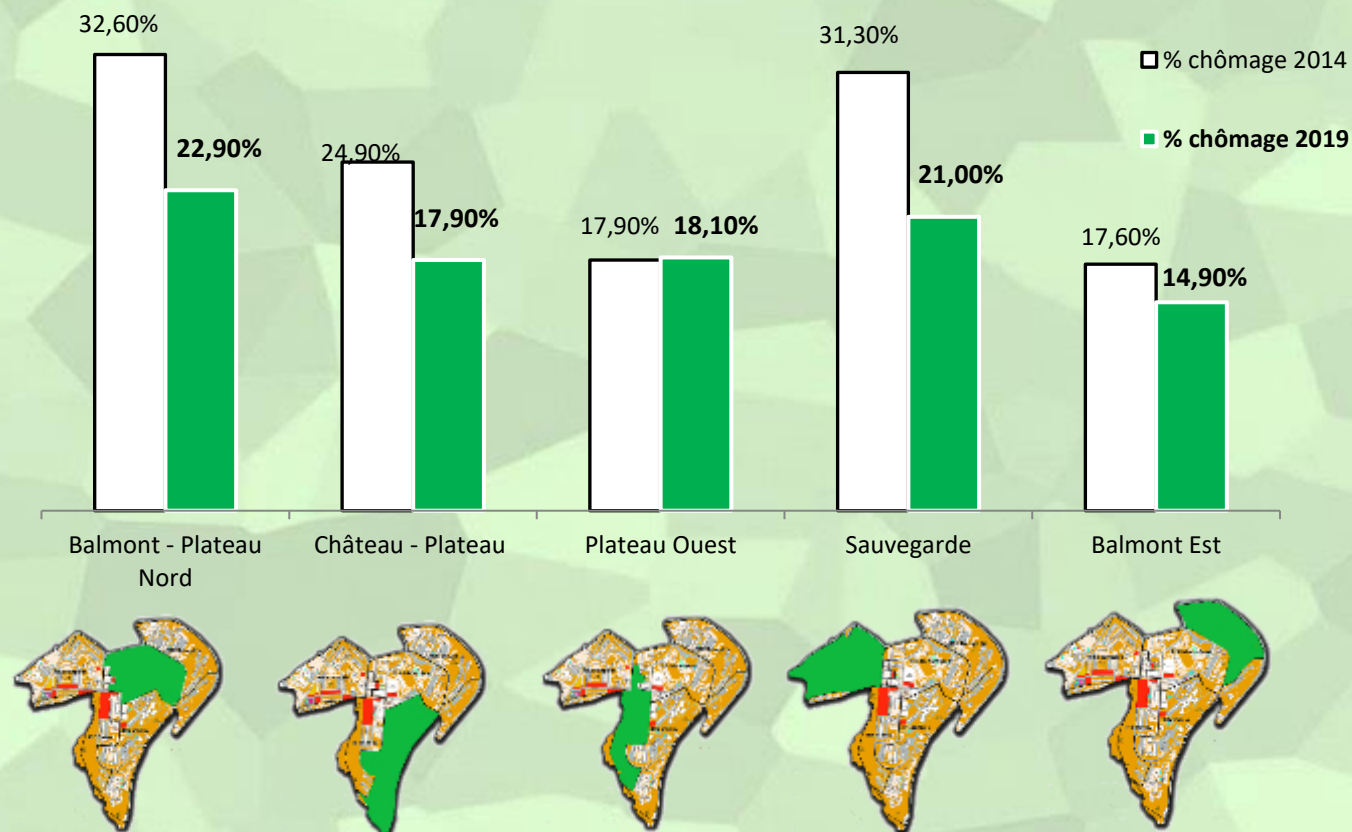 32,60%
22,90%
24,90%
17,90%
17,90%
18,10%
31,30%
21,00%
17,60%
14,90%
% chômage 2014
% chômage 2019
Balmont - Plateau
Nord
Château - Plateau
Plateau Ouest
Sauvegarde
Balmont Est